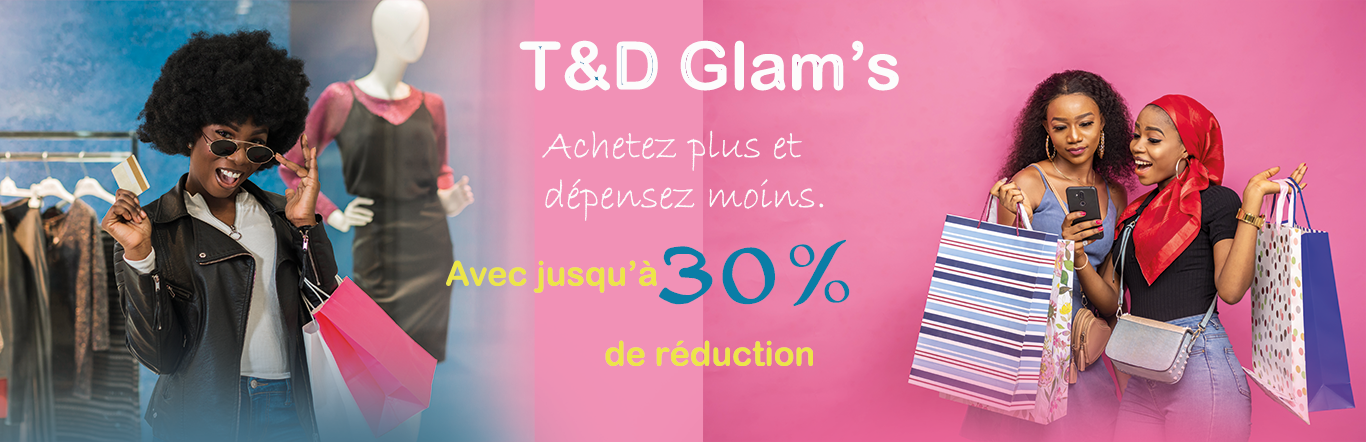 T&D Glam's
Achetez plus et
dépensez moins.
Avec jusqu'à 30%
de réduction